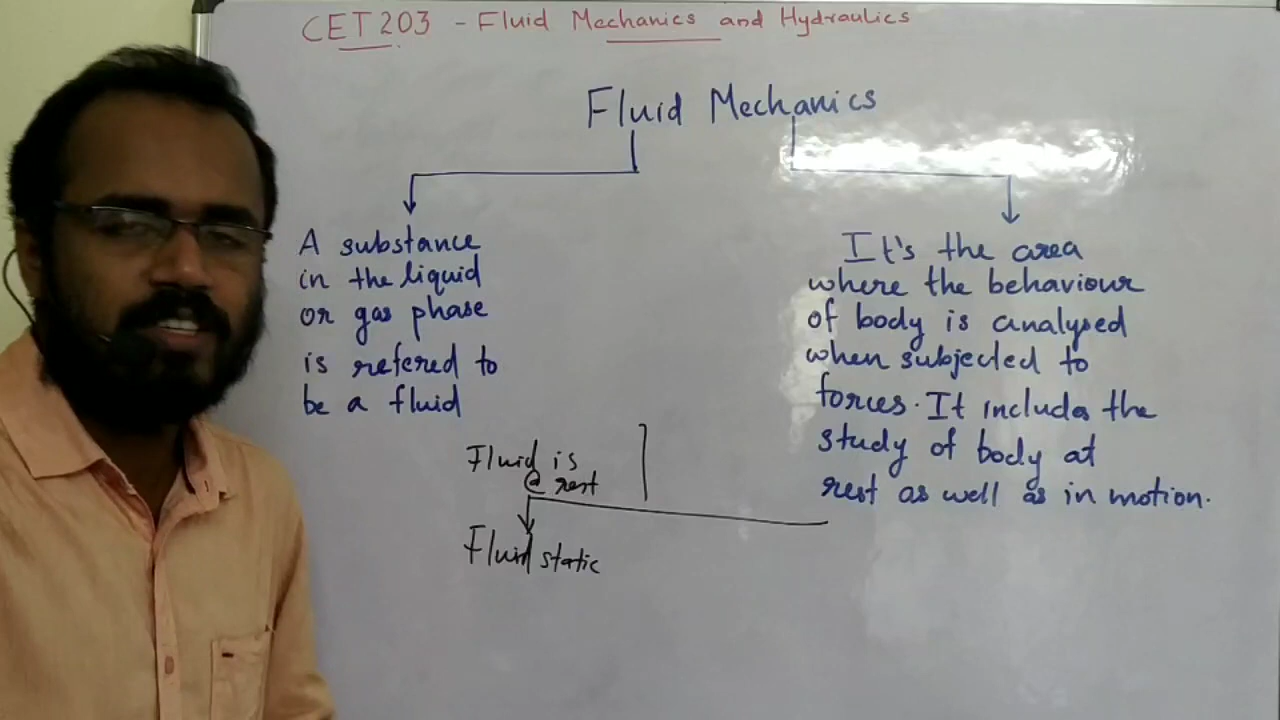 CET203 - Fluid Mechanics and Hydraulics
Fluid Mechanics
A substance
in the liquid
or gas phase
is refered to
be a fluid
It's the area
where the behaviour
of body is analysed
when subjected to
forces. It includes the
study of body at
rest as well as in motion.
Fluid is
@ rest
Fluid static